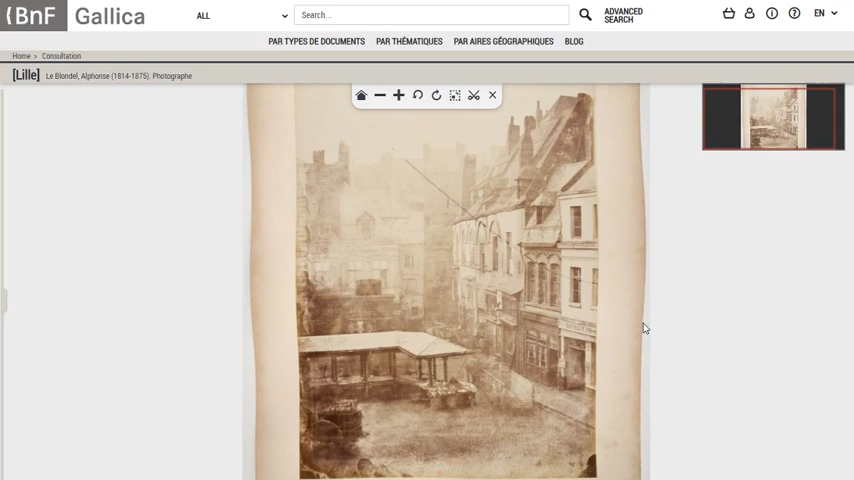 BnF Gallica
ALL
Search...
ADVANCED
SEARCH
EN
PAR TYPES DE DOCUMENTS PAR THÉMATIQUES PAR AIRES GÉOGRAPHIQUES BLOG
Home > Consultation
[Lille] Le Blondel, Alphonse (1814-1875). Photographe